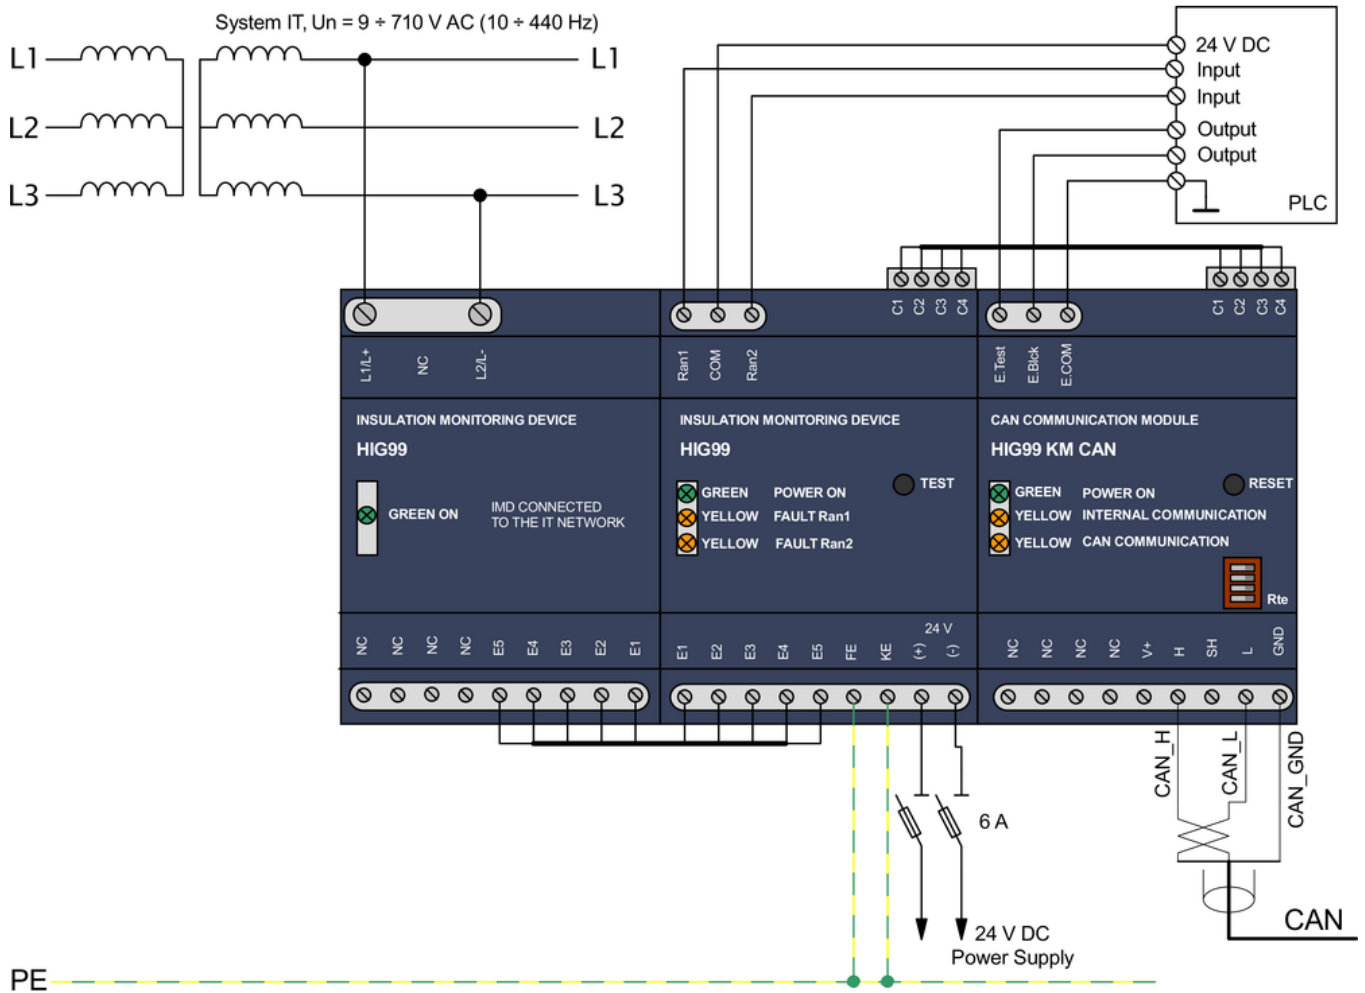 System IT, Un = 9 ÷ 710 V AC (10 ÷ 440 Hz)
L1
L1
L2
L2
L3
L3
24 V DC
Input
Input
Output
Output
PLC
C1
C2
C3
C4
C1
C2
C3
C4
L1/L+
NC
L2/L-
Ran1
COM
Ran2
E.Test
E.Blck
E.COM
INSULATION MONITORING DEVICE
HIG99
GREEN ON
IMD CONNECTED
TO THE IT NETWORK
INSULATION MONITORING DEVICE
HIG99
TEST
GREEN POWER ON
YELLOW FAULT Ran1
YELLOW FAULT Ran2
CAN COMMUNICATION MODULE
HIG99 KM CAN
RESET
GREEN POWER ON
YELLOW INTERNAL COMMUNICATION
YELLOW CAN COMMUNICATION
Rte
NC
NC
NC
NC
E5
E4
E3
E2
E1
E1
E2
E3
E4
E5
FE
KE
24 V
(+)
(-)
NC
NC
NC
NC
V+
H
SH
L
GND
CAN_H
CAN_L
CAN_GND
6 A
CAN
24 V DC
Power Supply
PE